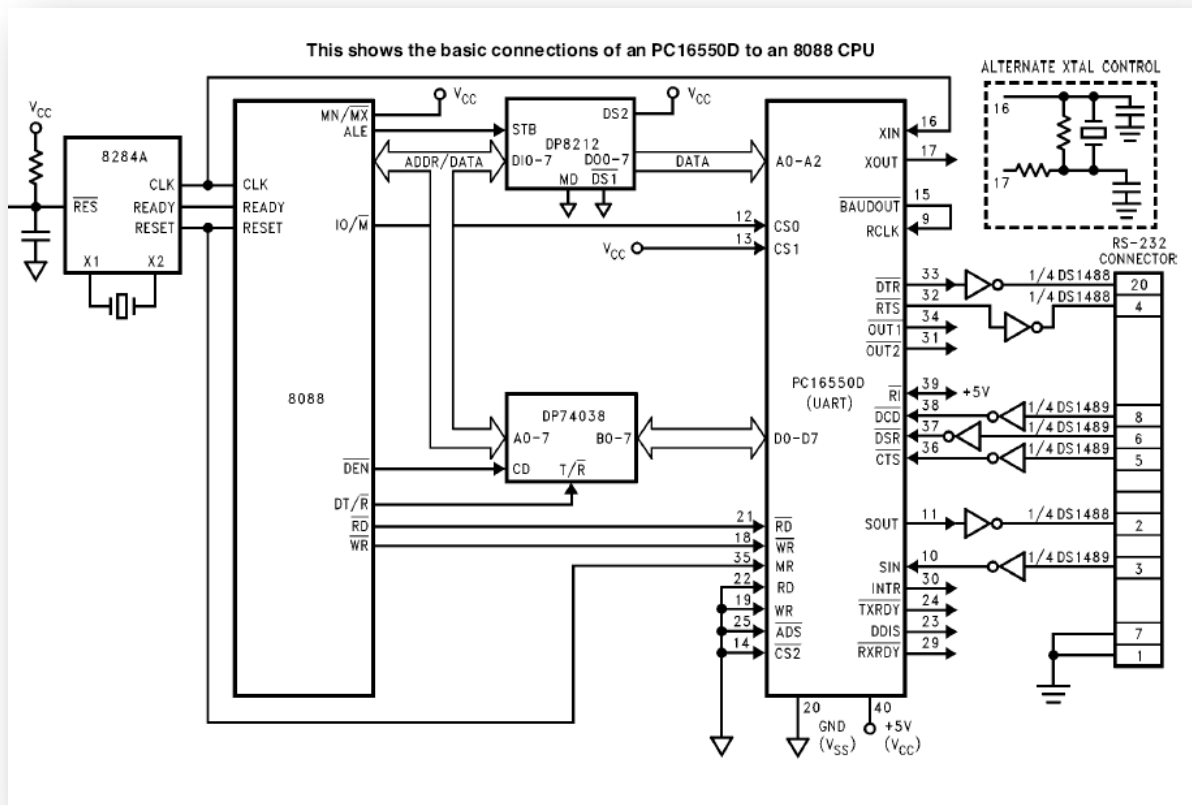 This shows the basic connections of an PC16550D to an 8088 CPU
ALTERNATE XTAL CONTROL
16
17
VCC
8284A
RES
CLK
READY
RESET
X1
X2
CLK
READY
RESET
8088
MN/MX
ALE
IO/M
DEN
DT/R
RD
WR
VCC
ADDR/DATA
STB
DS2
DP8212
DI0-7
DO0-7
MD
DS1
VCC
DATA
VCC
DP74038
A0-7
B0-7
CD
T/R
PC16550D
(UART)
A0-A2
12
CS0
13
CS1
D0-D7
21
RD
18
WR
35
MR
22
RD
19
WR
25
ADS
14
CS2
XIN
16
XOUT
17
BAUDOUT
15
RCLK
9
DTR
33
RTS
32
OUT1
34
OUT2
31
RI
39
+5V
DCD
38
DSR
37
CTS
36
SOUT
11
SIN
10
INTR
30
TXRDY
24
DDIS
23
RXRDY
29
20
GND
(VSS)
40
+5V
(VCC)
RS-232
CONNECTOR
1/4 DS1488
20
1/4 DS1488
4
1/4 DS1489
8
1/4 DS1489
6
1/4 DS1489
5
1/4 DS1488
2
1/4 DS1489
3
7
1